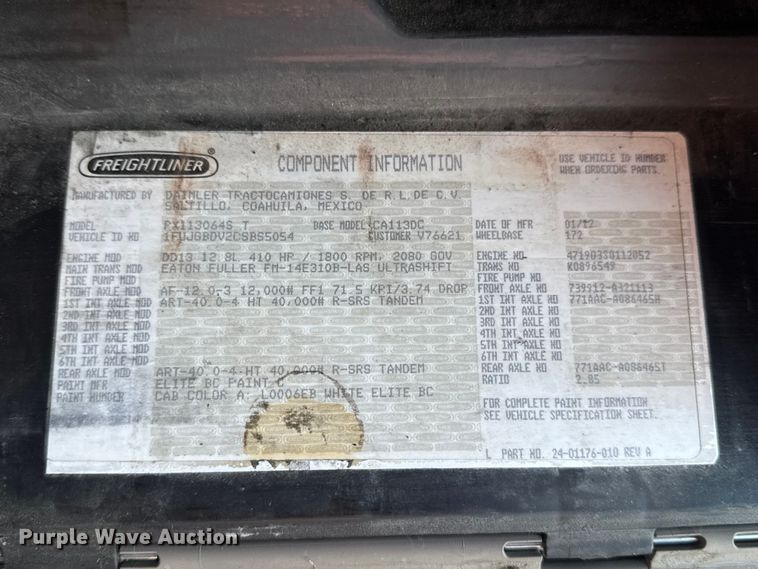 FREIGHTLINER®
COMPONENT INFORMATION
USE VEHICLE ID NUMBER
WHEN ORDERING PARTS.
MANUFACTURED BY DAIMLER TRACTOCAMIONES S. DE R.L. DE C.V.
SALTILLO, COAHUILA, MEXICO
MODEL PX113064S T BASE MODEL CA113DC DATE OF MFR 01/12
VEHICLE ID NO 1FUJGBDV2CSBS5054 CUSTOMER V76621 WHEELBASE 172
ENGINE MOD DD13 12.8L 410 HP / 1800 RPM, 2080 GOV ENGINE NO 471903S0112052
MAIN TRANS MOD EATON FULLER FM-14E310B-LAS ULTRASHIFT TRANS NO K0896549
FIRE PUMP MOD FIRE PUMP NO
FRONT AXLE MOD AF-12.0-3 12,000# FF1 71.5 KPI/3.74 DROP FRONT AXLE NO 739912-A321113
1ST INT AXLE MOD ART-40.0-4 HT 40,000# R-SRS TANDEM 1ST INT AXLE NO 771AAC-A086465H
2ND INT AXLE MOD 2ND INT AXLE NO
3RD INT AXLE MOD 3RD INT AXLE NO
4TH INT AXLE MOD 4TH INT AXLE NO
5TH INT AXLE MOD 5TH INT AXLE NO
6TH INT AXLE MOD 6TH INT AXLE NO
REAR AXLE MOD ART-40.0-4 HT 40,000# R-SRS TANDEM REAR AXLE NO 771AAC-A086465T
PAINT MFR ELITE BC PAINT C RATIO 2.85
PAINT NUMBER CAB COLOR A: L0006EB WHITE ELITE BC
FOR COMPLETE PAINT INFORMATION
SEE VEHICLE SPECIFICATION SHEET.
L PART NO. 24-01176-010 REV A
Purple Wave Auction